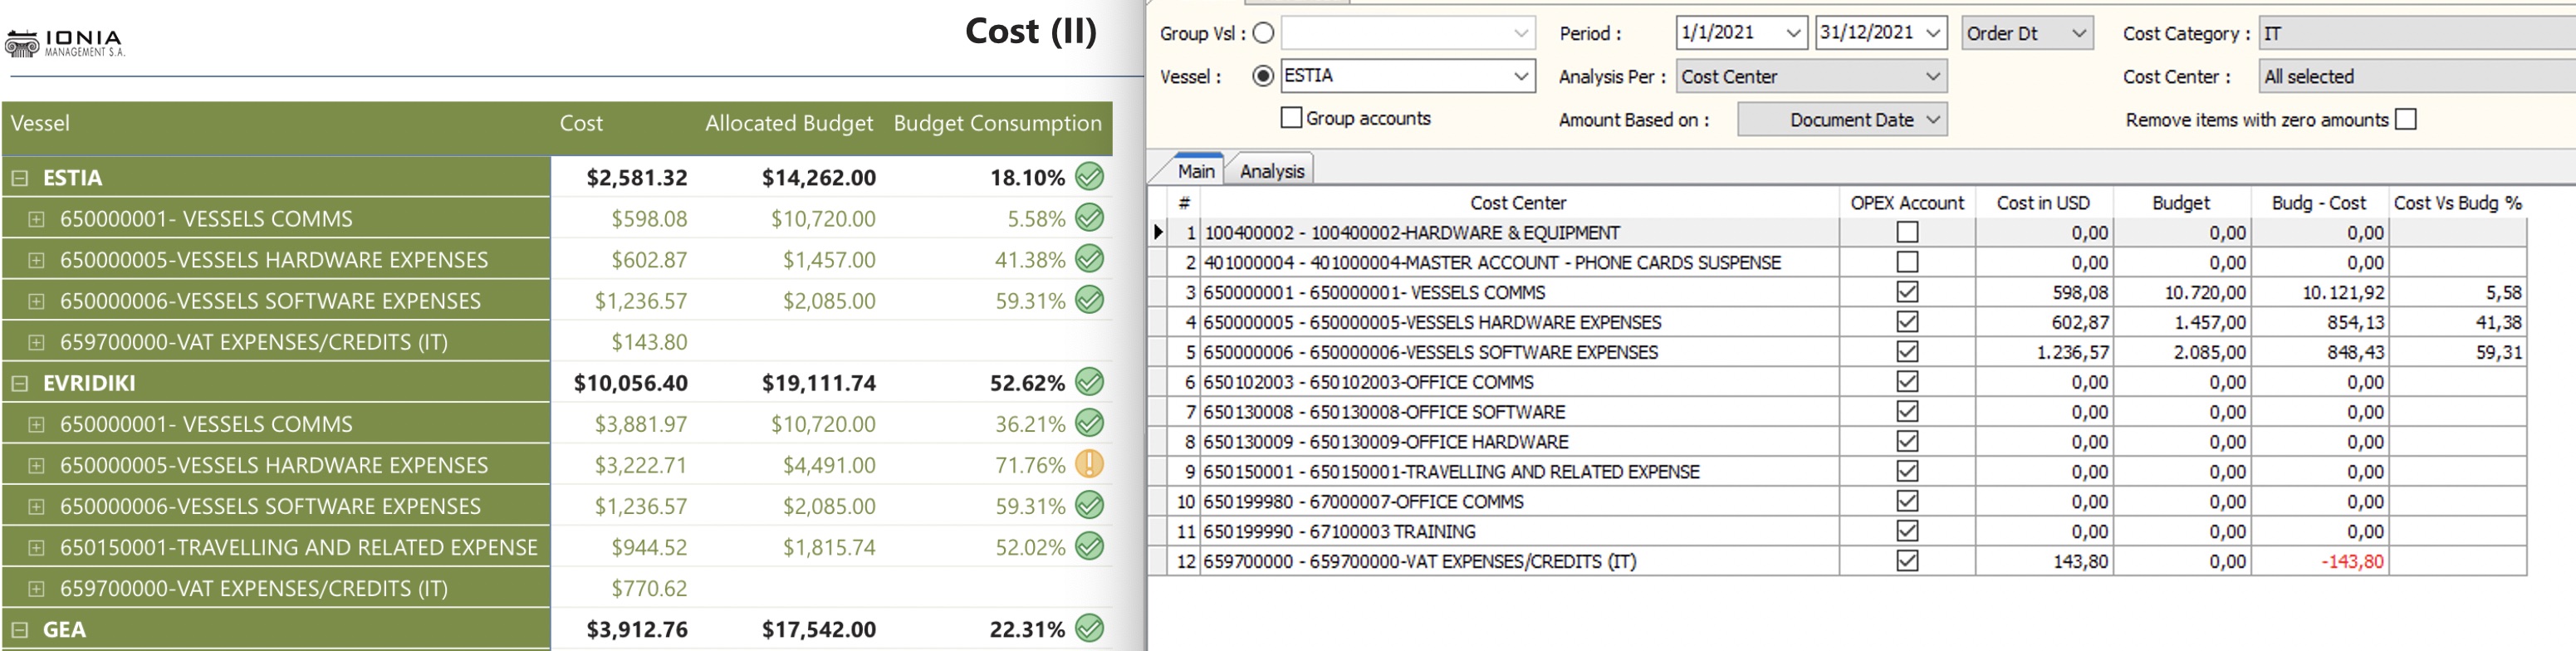 IONIA
MANAGEMENT S.A.
Cost (II)
Vessel Cost Allocated Budget Budget Consumption
ESTIA $2,581.32 $14,262.00 18.10%
650000001- VESSELS COMMS $598.08 $10,720.00 5.58%
650000005-VESSELS HARDWARE EXPENSES $602.87 $1,457.00 41.38%
650000006-VESSELS SOFTWARE EXPENSES $1,236.57 $2,085.00 59.31%
659700000-VAT EXPENSES/CREDITS (IT) $143.80
EVRIDIKI $10,056.40 $19,111.74 52.62%
650000001- VESSELS COMMS $3,881.97 $10,720.00 36.21%
650000005-VESSELS HARDWARE EXPENSES $3,222.71 $4,491.00 71.76%
650000006-VESSELS SOFTWARE EXPENSES $1,236.57 $2,085.00 59.31%
650150001-TRAVELLING AND RELATED EXPENSE $944.52 $1,815.74 52.02%
659700000-VAT EXPENSES/CREDITS (IT) $770.62
GEA $3,912.76 $17,542.00 22.31%
Group Vsl : Period : 1/1/2021 31/12/2021 Order Dt Cost Category : IT
Vessel : ESTIA Analysis Per : Cost Center Cost Center : All selected
Group accounts Amount Based on : Document Date Remove items with zero amounts
Main Analysis
# Cost Center OPEX Account Cost in USD Budget Budg - Cost Cost Vs Budg %
1 100400002 - 100400002-HARDWARE & EQUIPMENT 0,00 0,00 0,00
2 401000004 - 401000004-MASTER ACCOUNT - PHONE CARDS SUSPENSE 0,00 0,00 0,00
3 650000001 - 650000001- VESSELS COMMS 598,08 10.720,00 10.121,92 5,58
4 650000005 - 650000005-VESSELS HARDWARE EXPENSES 602,87 1.457,00 854,13 41,38
5 650000006 - 650000006-VESSELS SOFTWARE EXPENSES 1.236,57 2.085,00 848,43 59,31
6 650102003 - 650102003-OFFICE COMMS 0,00 0,00 0,00
7 650130008 - 650130008-OFFICE SOFTWARE 0,00 0,00 0,00
8 650130009 - 650130009-OFFICE HARDWARE 0,00 0,00 0,00
9 650150001 - 650150001-TRAVELLING AND RELATED EXPENSE 0,00 0,00 0,00
10 650199980 - 67000007-OFFICE COMMS 0,00 0,00 0,00
11 650199990 - 67100003 TRAINING 0,00 0,00 0,00
12 659700000 - 659700000-VAT EXPENSES/CREDITS (IT) 143,80 0,00 -143,80